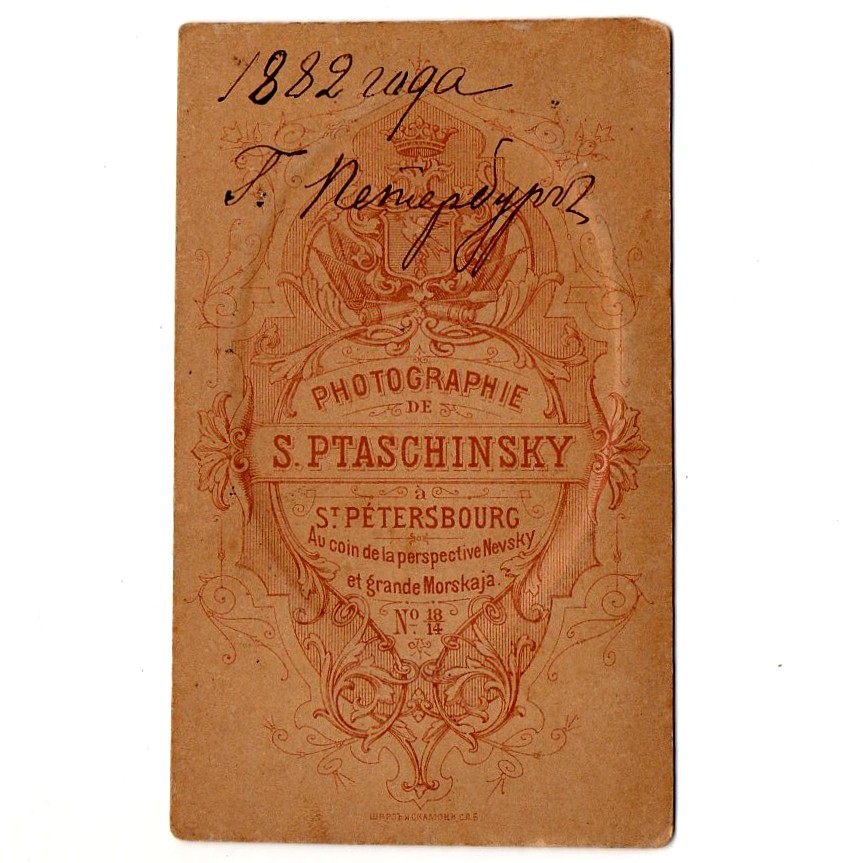 1882 года
Г. Петербургъ
PHOTOGRAPHIE
DE
S. PTASCHINSKY
à
ST PÉTERSBOURG
Au coin de la perspective Nevsky
et grande Morskaja.
No 18/14